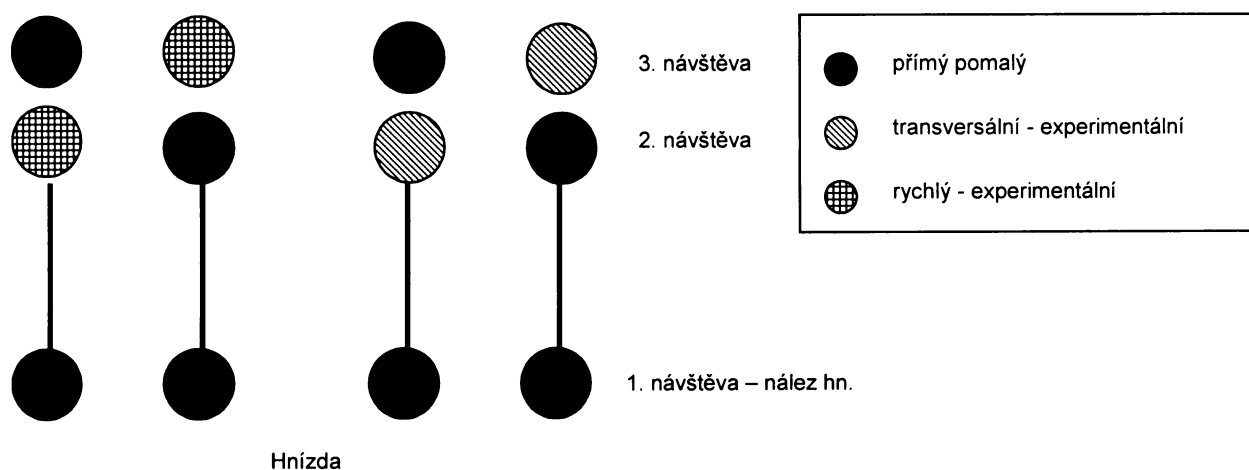 3. návštěva
2. návštěva
1. návštěva – nález hn.
Hnízda
přímý pomalý
transversální - experimentální
rychlý - experimentální